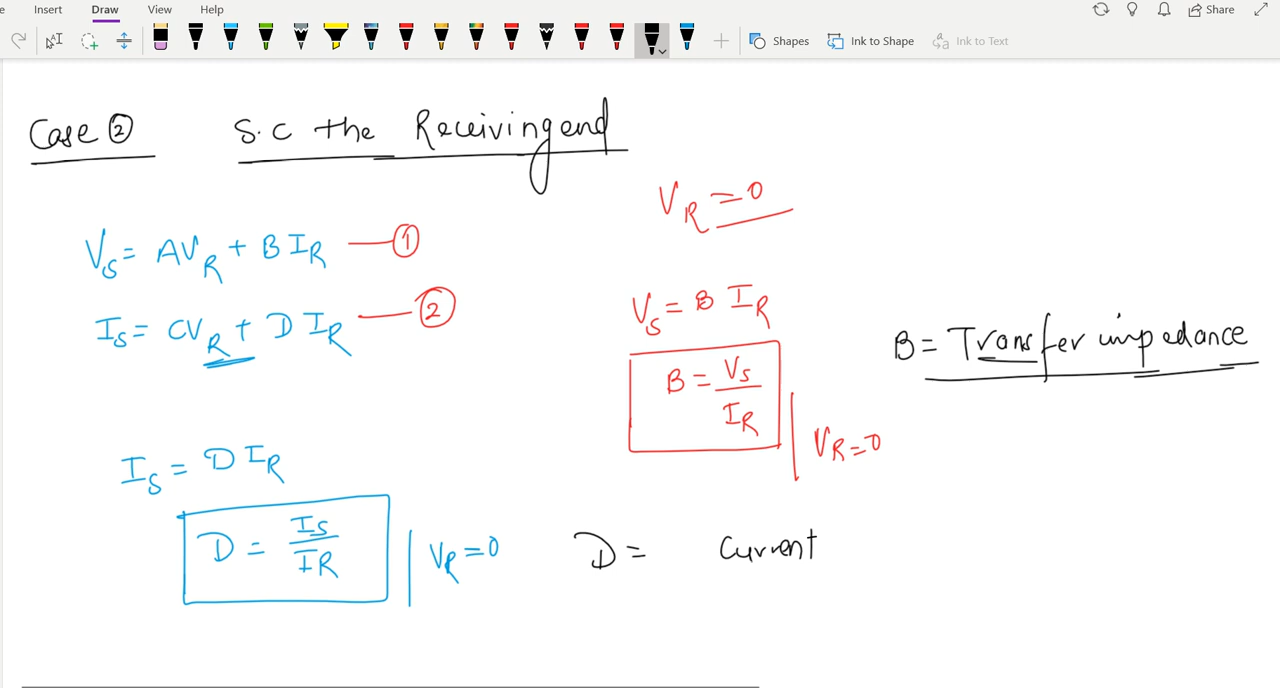 Insert Draw View Help
Share
Shapes Ink to Shape Ink to Text
Case ② S.C the Receiving end
V_R = 0
V_S = AV_R + B I_R — ①
I_S = CV_R + D I_R — ②
V_S = B I_R
B = V_S / I_R | V_R = 0
B = Transfer impedance
I_S = D I_R
D = I_S / I_R | V_R = 0
D = Current